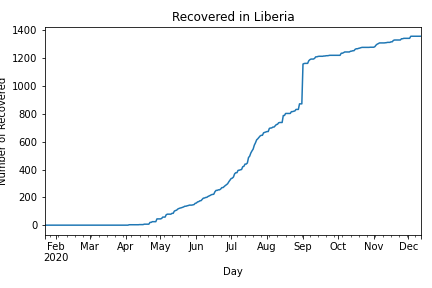 Recovered in Liberia
Number of Recovered
1400
1200
1000
800
600
400
200
0
Feb Mar Apr May Jun Jul Aug Sep Oct Nov Dec
2020
Day